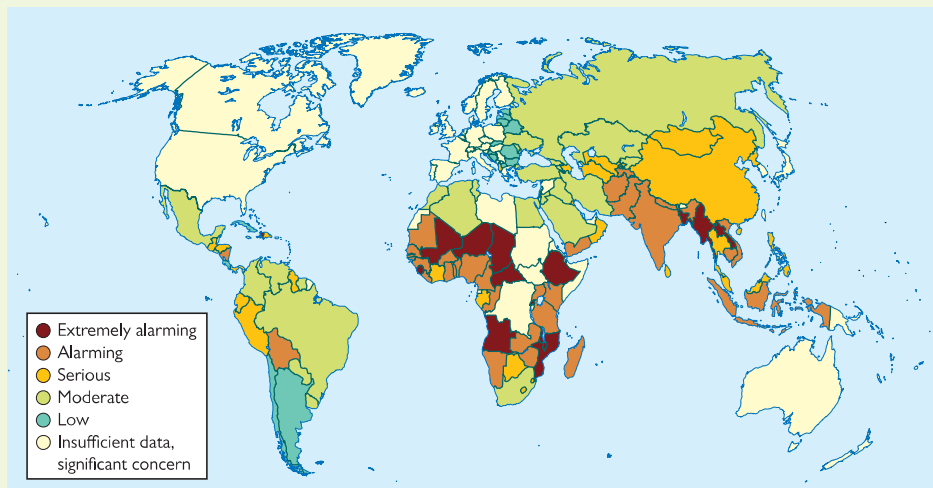 Extremely alarming
Alarming
Serious
Moderate
Low
Insufficient data,
significant concern